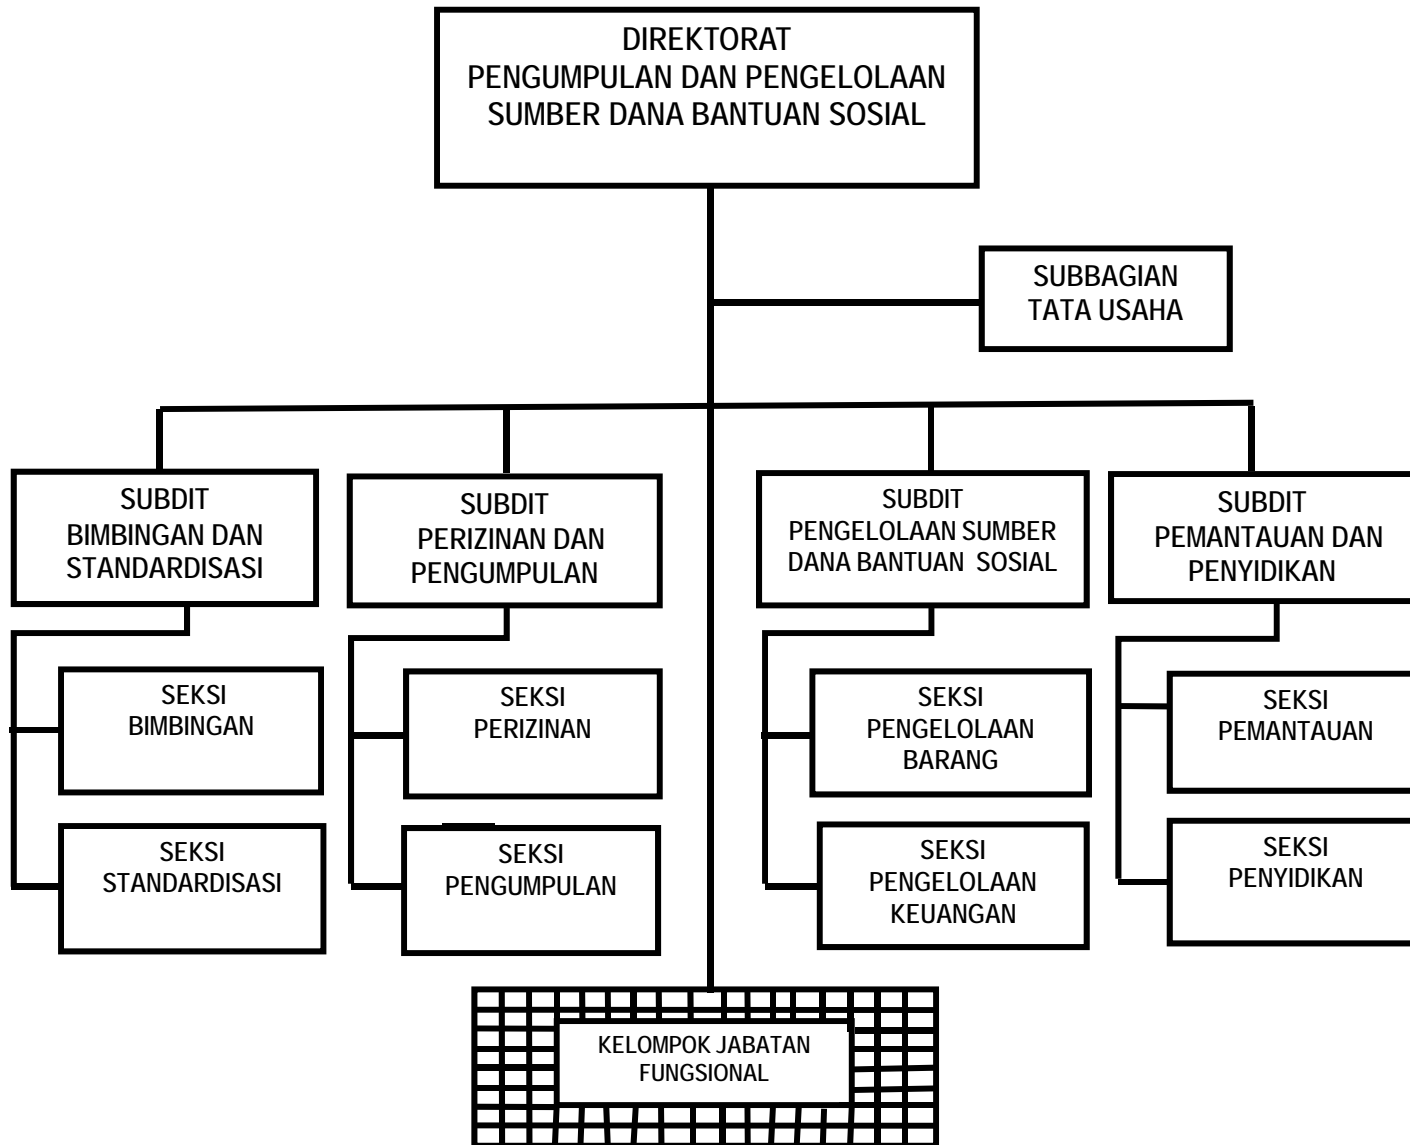 DIREKTORAT
PENGUMPULAN DAN PENGELOLAAN
SUMBER DANA BANTUAN SOSIAL
SUBBAGIAN
TATA USAHA
SUBDIT
BIMBINGAN DAN
STANDARDISASI
SUBDIT
PERIZINAN DAN
PENGUMPULAN
SUBDIT
PENGELOLAAN SUMBER
DANA BANTUAN SOSIAL
SUBDIT
PEMANTAUAN DAN
PENYIDIKAN
SEKSI
BIMBINGAN
SEKSI
PERIZINAN
SEKSI
PENGELOLAAN
BARANG
SEKSI
PEMANTAUAN
SEKSI
STANDARDISASI
SEKSI
PENGUMPULAN
SEKSI
PENGELOLAAN
KEUANGAN
SEKSI
PENYIDIKAN
KELOMPOK JABATAN
FUNGSIONAL